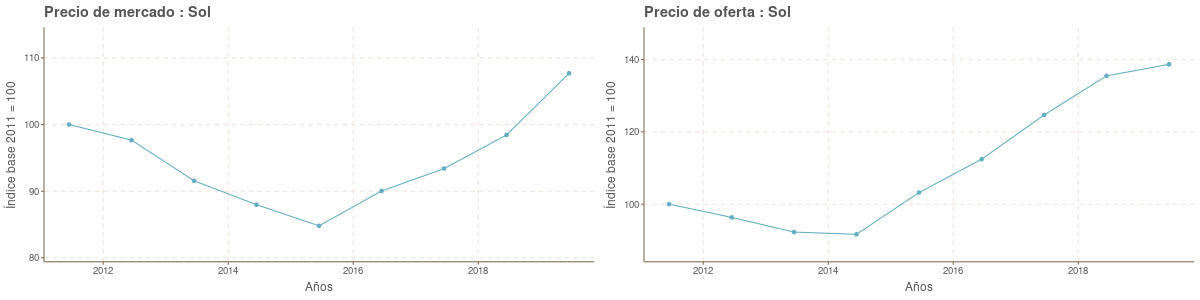 Precio de mercado : Sol
Índice base 2011 = 100
110
100
90
80
2012
2014
2016
2018
Años
Precio de oferta : Sol
Índice base 2011 = 100
140
120
100
2012
2014
2016
2018
Años